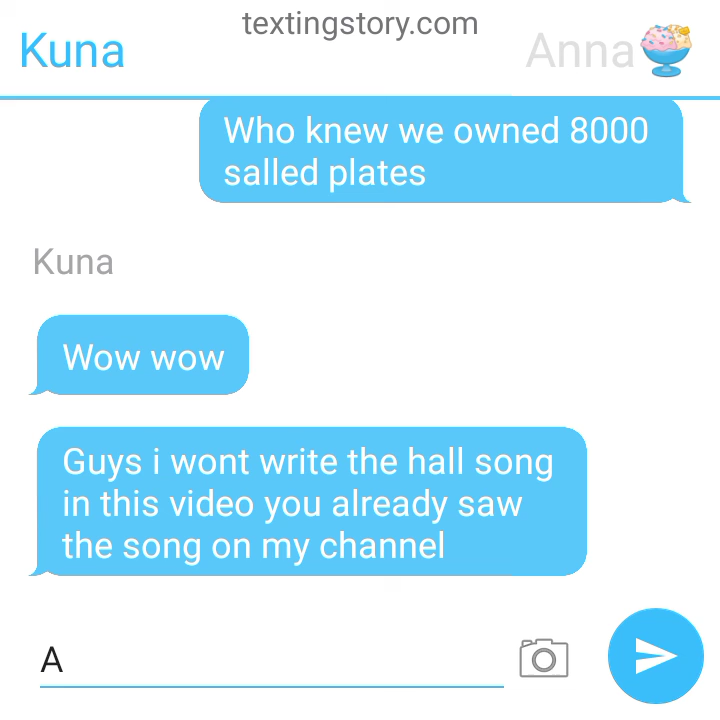 textingstory.com
Kuna
Anna🍨
Who knew we owned 8000
salled plates
Kuna
Wow wow
Guys i wont write the hall song
in this video you already saw
the song on my channel
A